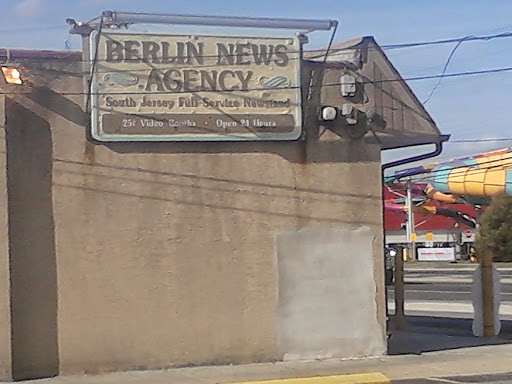 BERLIN NEWS
AGENCY
South Jersey Full Service Newsstand
25¢ Video Booths · Open 24 Hours